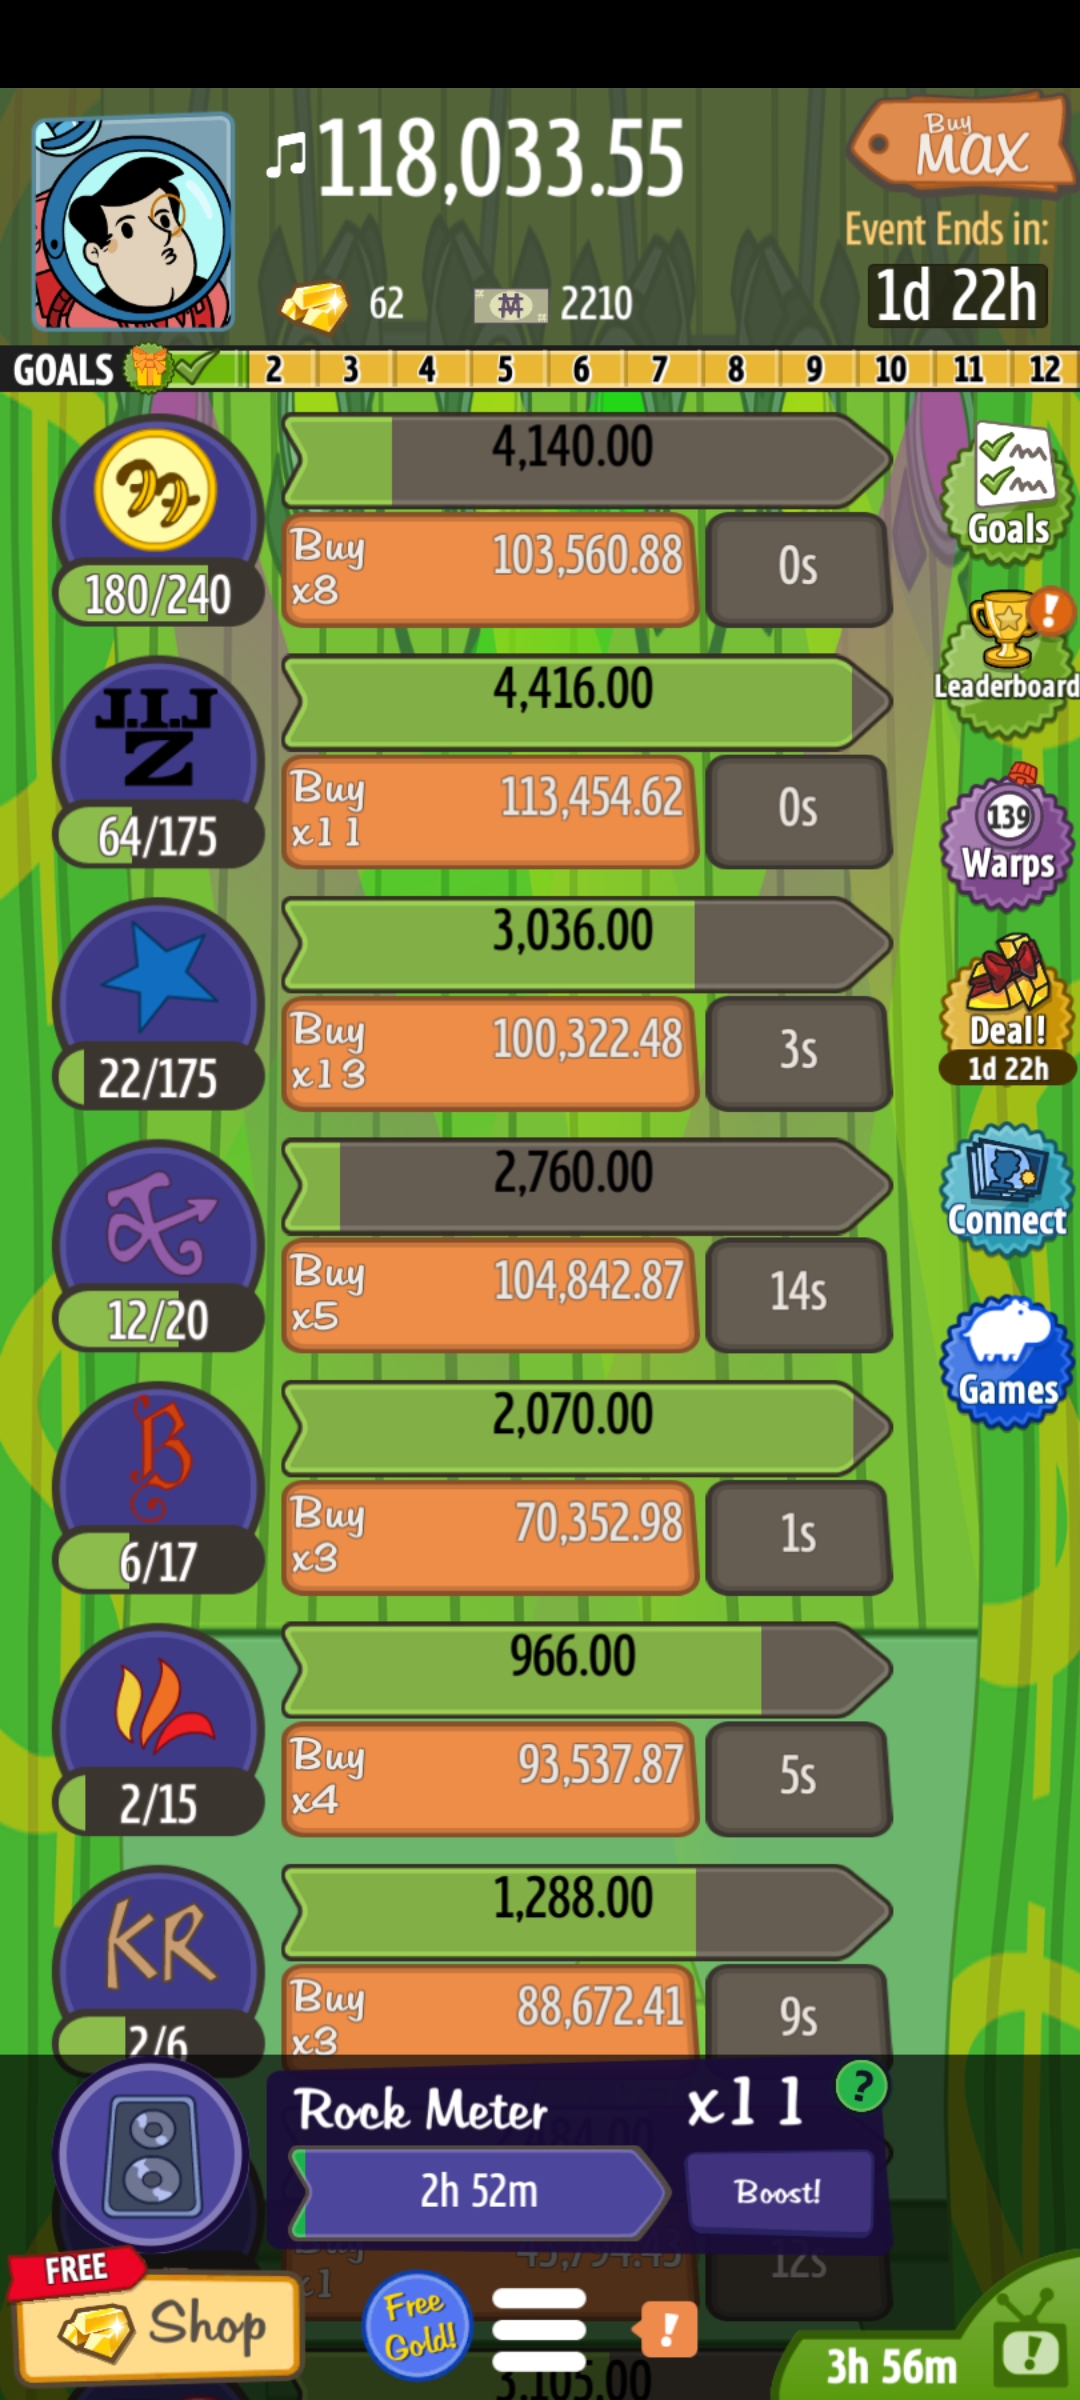 ♫118,033.55
Buy
MAX
Event Ends in:
1d 22h
62
2210
GOALS 2 3 4 5 6 7 8 9 10 11 12
4,140.00
Buy
x8
103,560.88
0s
180/240
Goals
J.I.J
Z
4,416.00
Buy
x11
113,454.62
0s
64/175
Leaderboard
139
Warps
3,036.00
Buy
x13
100,322.48
3s
22/175
Deal!
1d 22h
2,760.00
Buy
x5
104,842.87
14s
12/20
Connect
B
2,070.00
Buy
x3
70,352.98
1s
6/17
Games
966.00
Buy
x4
93,537.87
5s
2/15
KR
1,288.00
Buy
x3
88,672.41
9s
2/6
Rock Meter
x11
?
2h 52m
Boost!
Buy
x1
45,794.43
12s
FREE
Shop
Free
Gold!
!
3,105.00
3h 56m
!